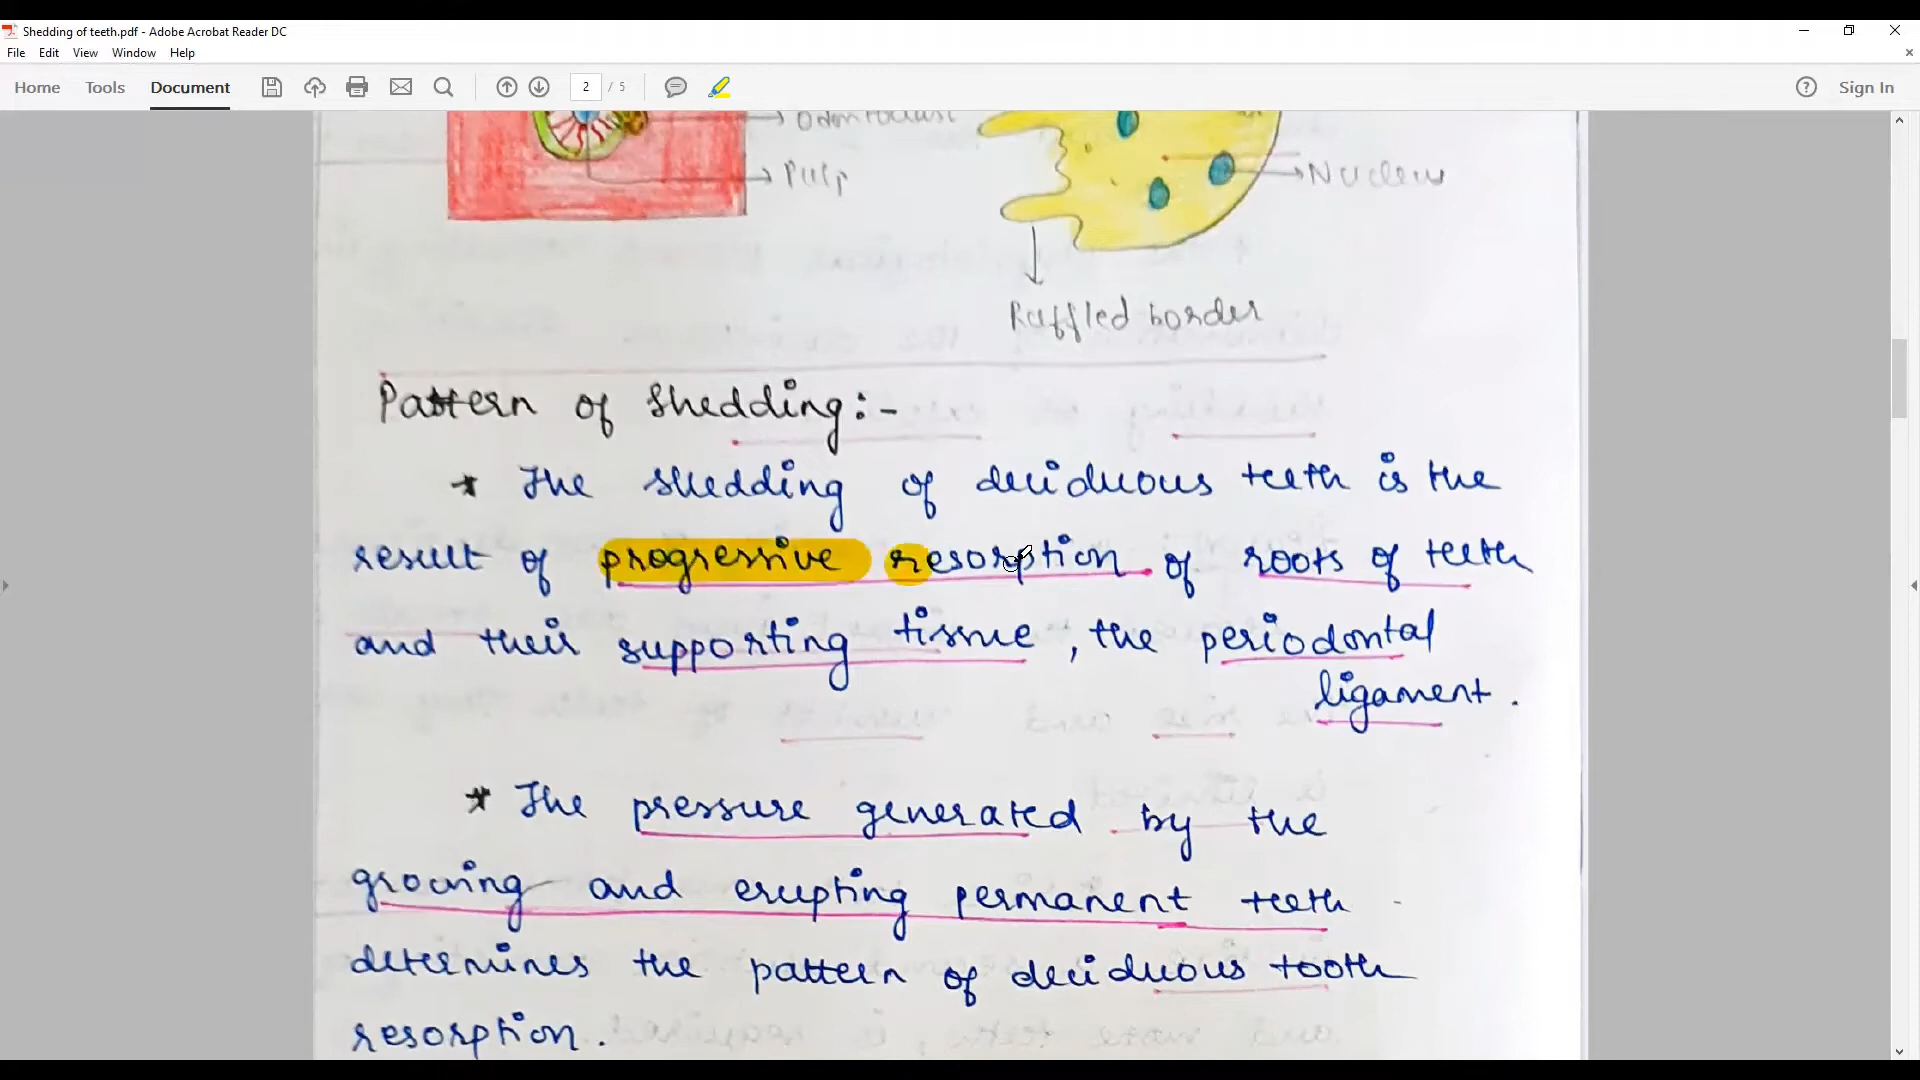 Shedding of teeth.pdf - Adobe Acrobat Reader DC
File Edit View Window Help
Home Tools Document 2 / 5 Sign In
Odontoclast
Pulp
Nucleus
Ruffled border
Pattern of Shedding:-
* The shedding of deciduous teeth is the
result of progressive resorption of roots of teeth
and their supporting tissue, the periodontal
ligament.
* The pressure generated by the
growing and erupting permanent teeth
determines the pattern of deciduous tooth
resorption.